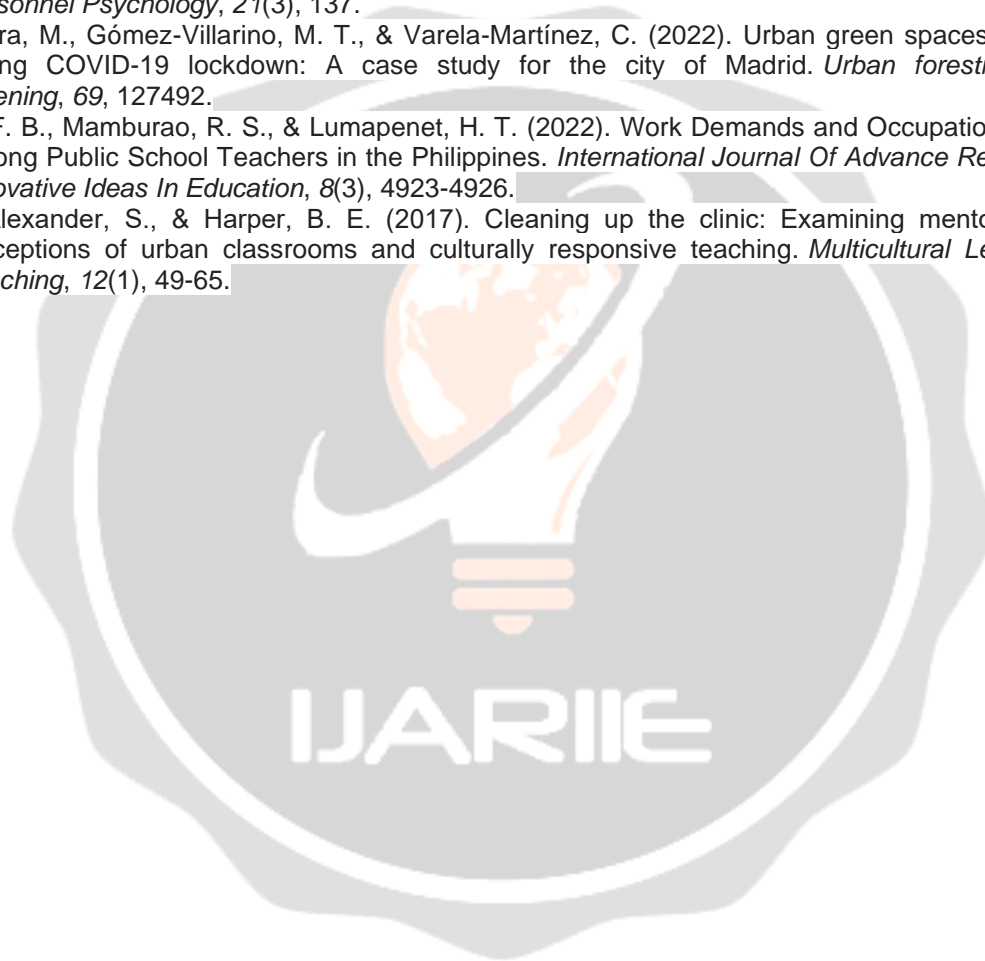 sonnel Psychology, 21(3), 137.
ra, M., Gómez-Villarino, M. T., & Varela-Martínez, C. (2022). Urban green spaces
ng COVID-19 lockdown: A case study for the city of Madrid. Urban forestr
ening, 69, 127492.
F. B., Mamburao, R. S., & Lumapenet, H. T. (2022). Work Demands and Occupatio
ong Public School Teachers in the Philippines. International Journal Of Advance Re
ovative Ideas In Education, 8(3), 4923-4926.
lexander, S., & Harper, B. E. (2017). Cleaning up the clinic: Examining mento
ceptions of urban classrooms and culturally responsive teaching. Multicultural Le
ching, 12(1), 49-65.
IJARIIE